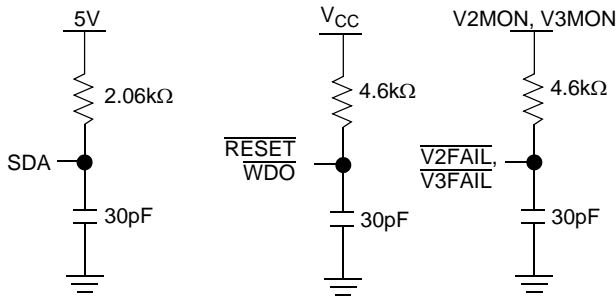 5V
2.06kΩ
SDA
30pF
VCC
4.6kΩ
RESET
WDO
30pF
V2MON, V3MON
4.6kΩ
V2FAIL,
V3FAIL
30pF